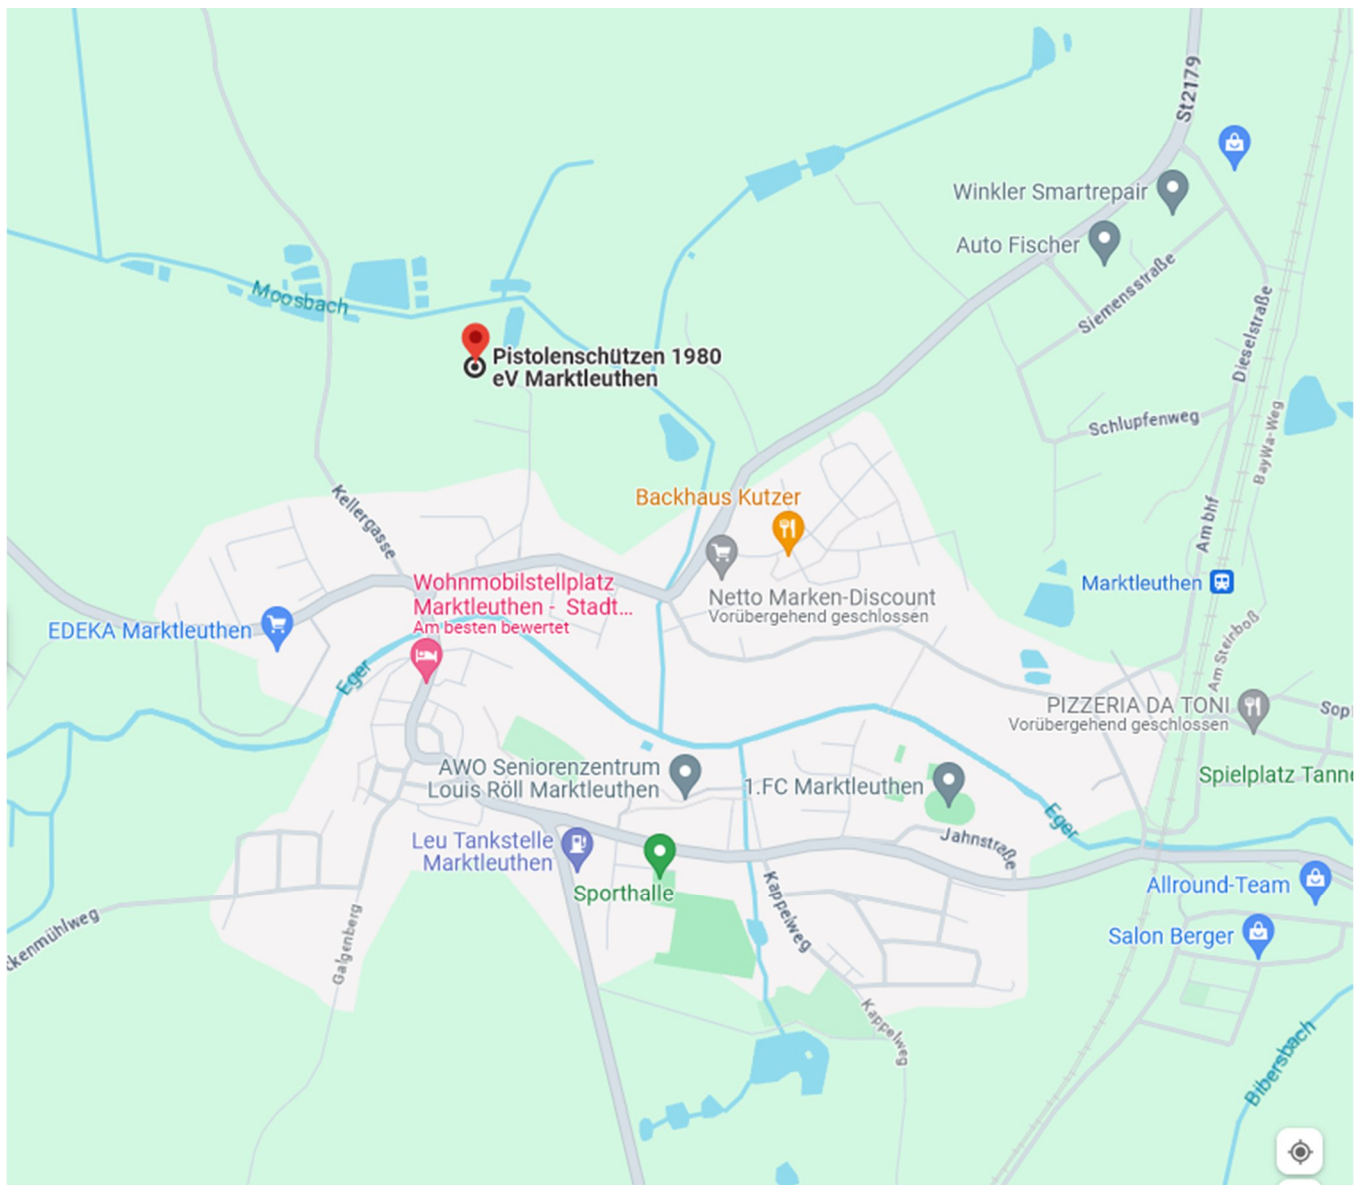 St2179
Winkler Smartrepair
Auto Fischer
Siemensstraße
Moosbach
Dieselstraße
Pistolenschützen 1980
eV Marktleuthen
Schlupfenweg
BayWa-Weg
Kellergasse
Backhaus Kutzer
Am bhf
Wohnmobilstellplatz
Marktleuthen - Stadt...
Am besten bewertet
Marktleuthen
Netto Marken-Discount
Vorübergehend geschlossen
EDEKA Marktleuthen
Am Steinboß
Eger
PIZZERIA DA TONI
Vorübergehend geschlossen
Sop
AWO Seniorenzentrum
Louis Röll Marktleuthen
1.FC Marktleuthen
Spielplatz Tanne
Eger
Leu Tankstelle
Marktleuthen
Jahnstraße
Sporthalle
Allround-Team
Kappelweg
Salon Berger
ckenmühlweg
Galgenberg
Kappelweg
Bibersbach